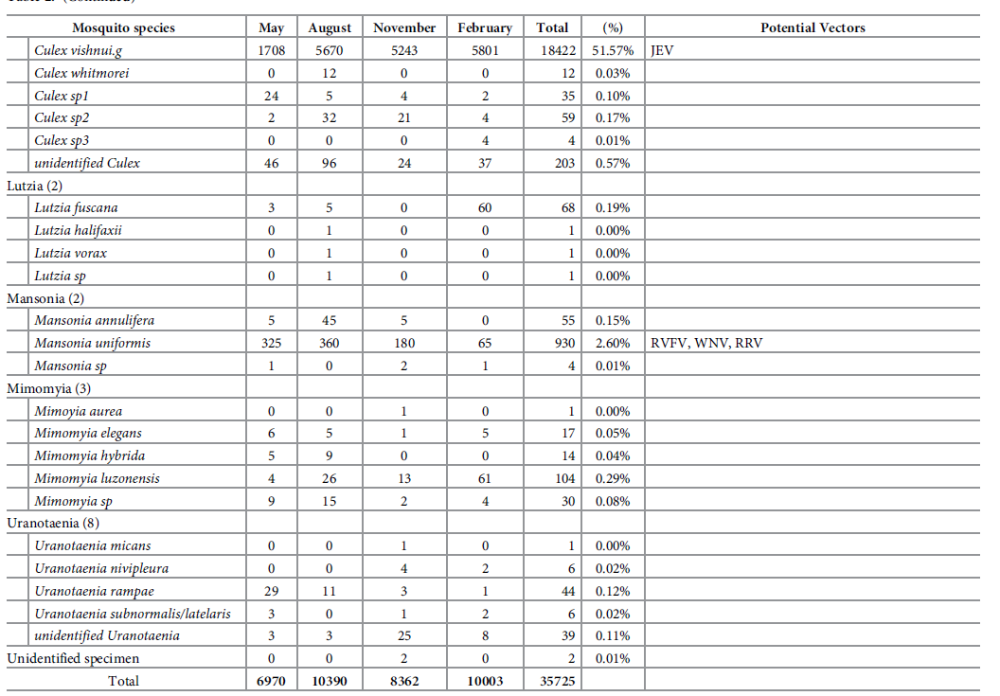 Table 2. (Continued)
Mosquito species May August November February Total (%) Potential Vectors
Culex vishnui.g 1708 5670 5243 5801 18422 51.57% JEV
Culex whitmorei 0 12 0 0 12 0.03%
Culex sp1 24 5 4 2 35 0.10%
Culex sp2 2 32 21 4 59 0.17%
Culex sp3 0 0 0 4 4 0.01%
unidentified Culex 46 96 24 37 203 0.57%
Lutzia (2)
Lutzia fuscana 3 5 0 60 68 0.19%
Lutzia halifaxii 0 1 0 0 1 0.00%
Lutzia vorax 0 1 0 0 1 0.00%
Lutzia sp 0 1 0 0 1 0.00%
Mansonia (2)
Mansonia annulifera 5 45 5 0 55 0.15%
Mansonia uniformis 325 360 180 65 930 2.60% RVFV, WNV, RRV
Mansonia sp 1 0 2 1 4 0.01%
Mimomyia (3)
Mimoyia aurea 0 0 1 0 1 0.00%
Mimomyia elegans 6 5 1 5 17 0.05%
Mimomyia hybrida 5 9 0 0 14 0.04%
Mimomyia luzonensis 4 26 13 61 104 0.29%
Mimomyia sp 9 15 2 4 30 0.08%
Uranotaenia (8)
Uranotaenia micans 0 0 1 0 1 0.00%
Uranotaenia nivipleura 0 0 4 2 6 0.02%
Uranotaenia rampae 29 11 3 1 44 0.12%
Uranotaenia subnormalis/latelaris 3 0 1 2 6 0.02%
unidentified Uranotaenia 3 3 25 8 39 0.11%
Unidentified specimen 0 0 2 0 2 0.01%
Total 6970 10390 8362 10003 35725